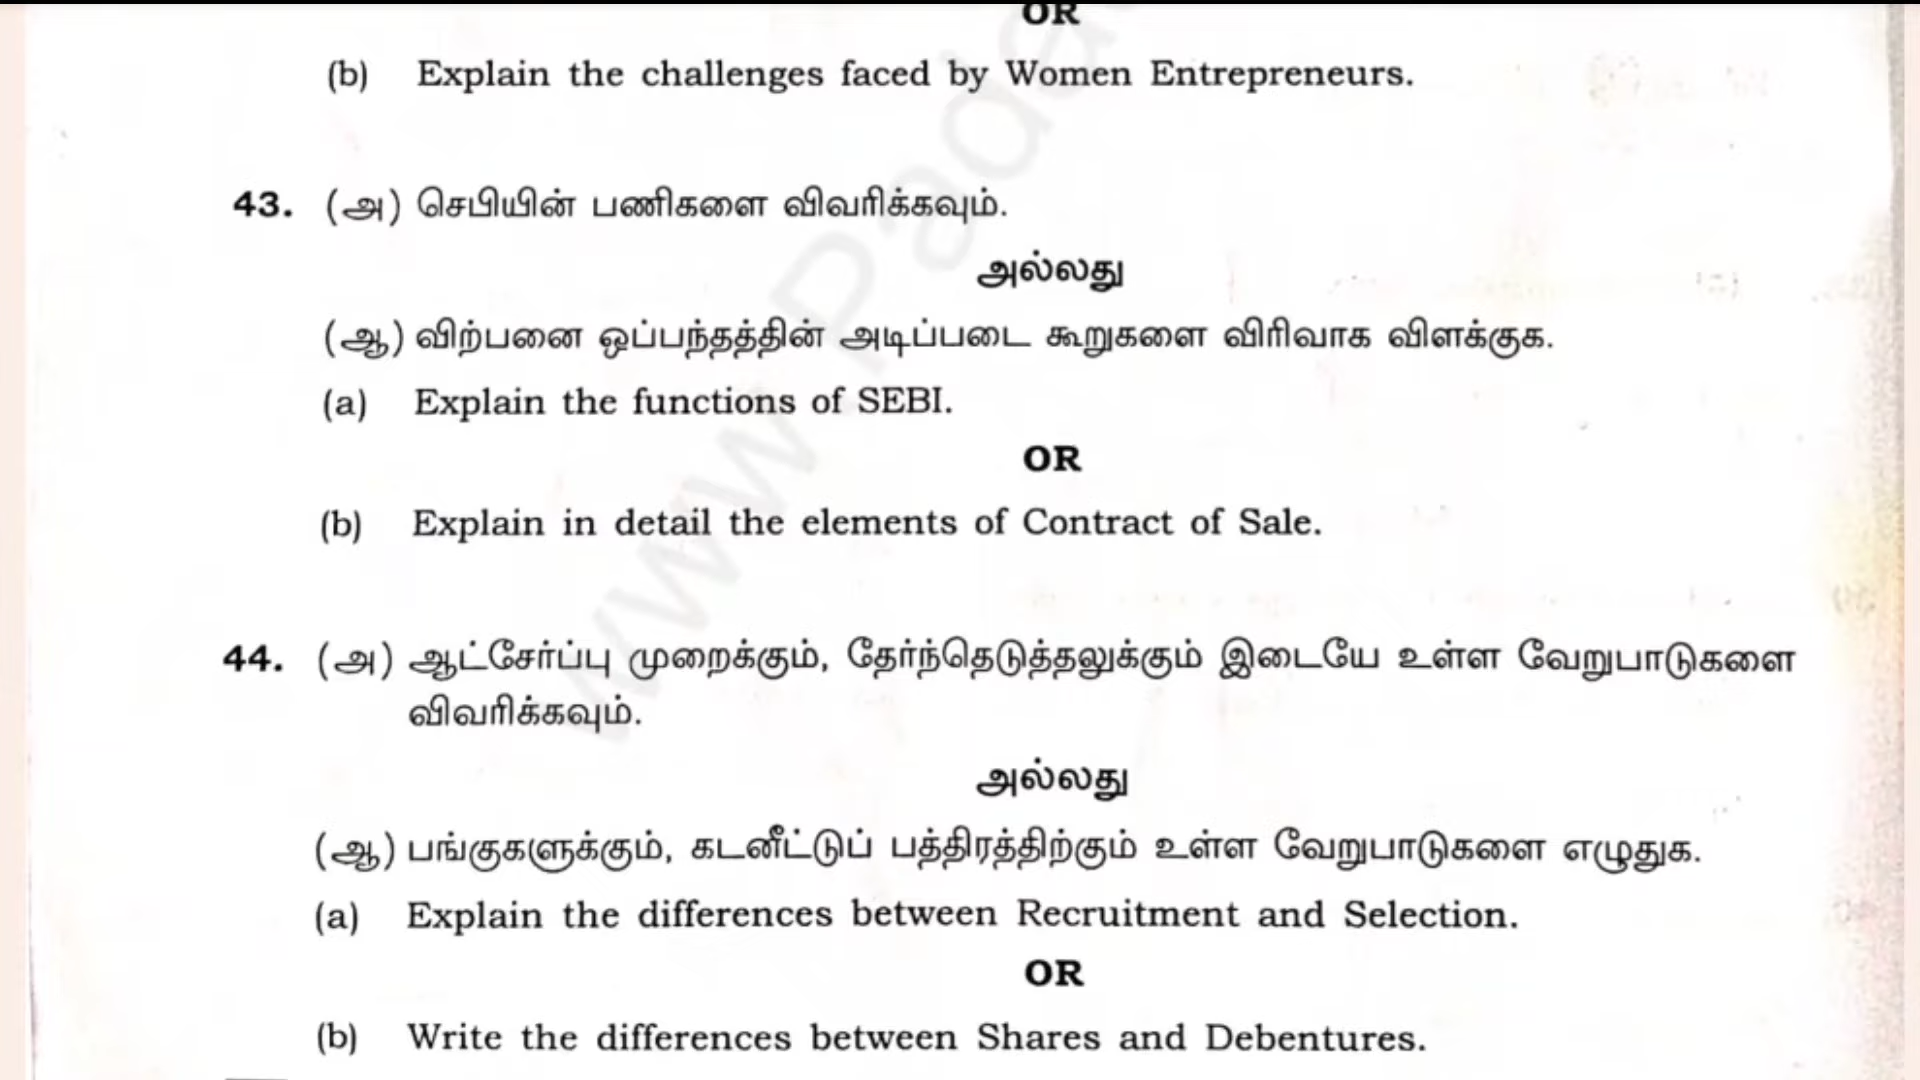 OR
(b) Explain the challenges faced by Women Entrepreneurs.
43. (அ) செபியின் பணிகளை விவரிக்கவும்.
அல்லது
(ஆ) விற்பனை ஒப்பந்தத்தின் அடிப்படை கூறுகளை விரிவாக விளக்குக.
(a) Explain the functions of SEBI.
OR
(b) Explain in detail the elements of Contract of Sale.
44. (அ) ஆட்சேர்ப்பு முறைக்கும், தேர்ந்தெடுத்தலுக்கும் இடையே உள்ள வேறுபாடுகளை
விவரிக்கவும்.
அல்லது
(ஆ) பங்குகளுக்கும், கடனீட்டுப் பத்திரத்திற்கும் உள்ள வேறுபாடுகளை எழுதுக.
(a) Explain the differences between Recruitment and Selection.
OR
(b) Write the differences between Shares and Debentures.